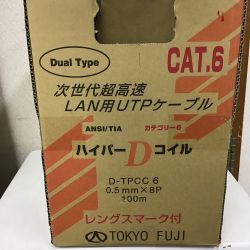 Dual Type
CAT.6
次世代超高速
LAN用UTPケーブル
ANSI/TIA カテゴリー6
ハイパー D コイル
D-TPCC 6
0.5mm×8P
100m
レングスマーク付
TOKYO FUJI